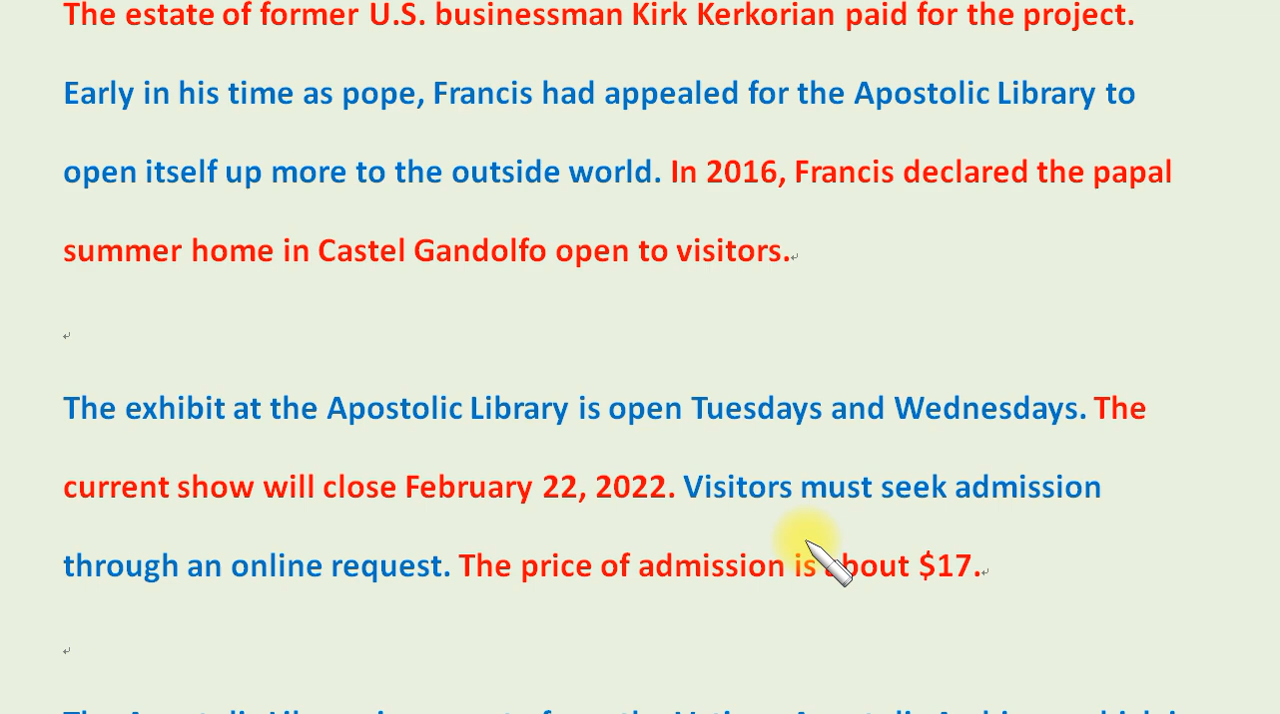 The estate of former U.S. businessman Kirk Kerkorian paid for the project.
Early in his time as pope, Francis had appealed for the Apostolic Library to
open itself up more to the outside world. In 2016, Francis declared the papal
summer home in Castel Gandolfo open to visitors.
The exhibit at the Apostolic Library is open Tuesdays and Wednesdays. The
current show will close February 22, 2022. Visitors must seek admission
through an online request. The price of admission is about $17.